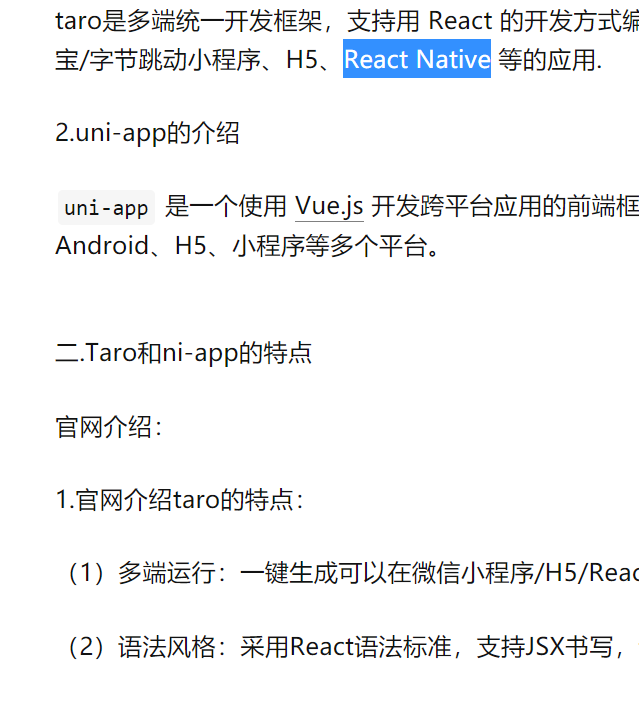 taro是多端统一开发框架，支持用 React 的开发方式编
宝/字节跳动小程序、H5、React Native 等的应用.
2.uni-app的介绍
uni-app 是一个使用 Vue.js 开发跨平台应用的前端框
Android、H5、小程序等多个平台。
二.Taro和ni-app的特点
官网介绍：
1.官网介绍taro的特点：
（1）多端运行：一键生成可以在微信小程序/H5/Reac
（2）语法风格：采用React语法标准，支持JSX书写，